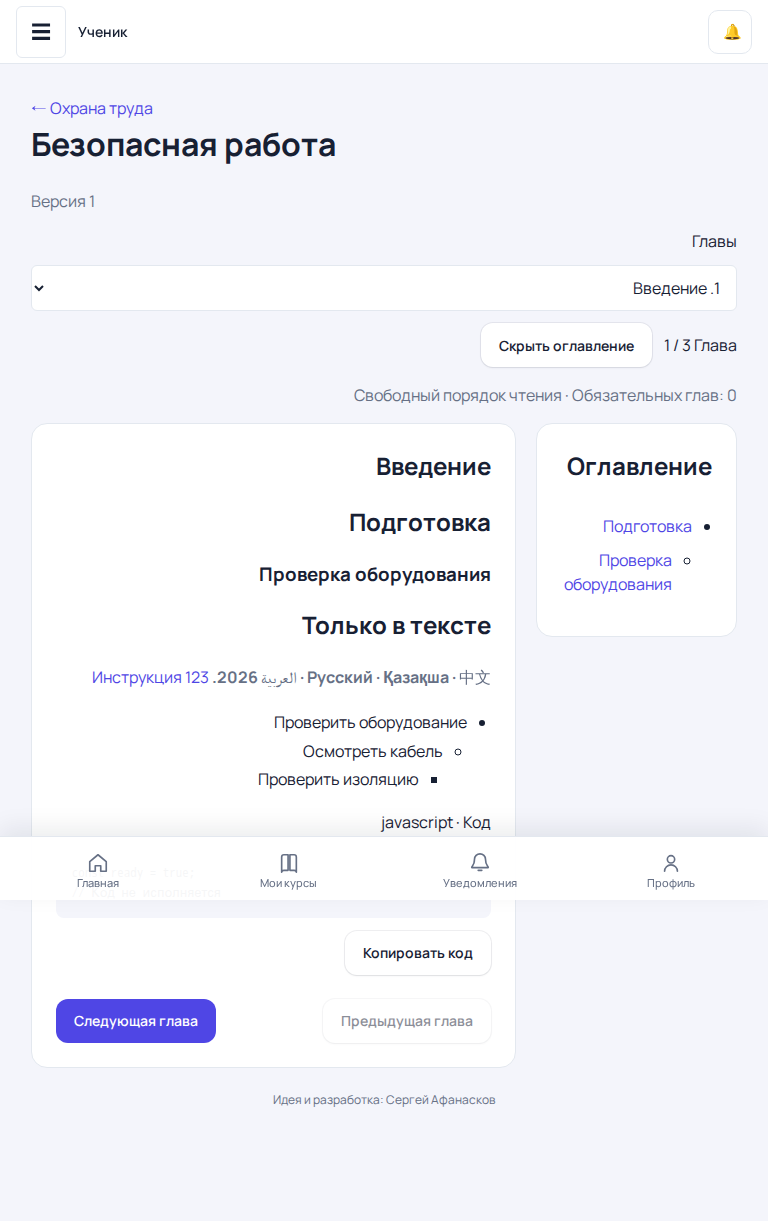 Ученик
← Охрана труда
Безопасная работа
Версия 1
Главы
Введение .1
Скрыть оглавление
1 / 3 Глава
Свободный порядок чтения · Обязательных глав: 0
Оглавление
Подготовка
Проверка
оборудования
Введение
Подготовка
Проверка оборудования
Только в тексте
Инструкция 123 .2026 العربية · Русский · Қазақша · 中文
Проверить оборудование
Осмотреть кабель
Проверить изоляцию
javascript · Код
Главная
Мои курсы
Уведомления
Профиль
Копировать код
Следующая глава
Предыдущая глава
Идея и разработка: Сергей Афанасков